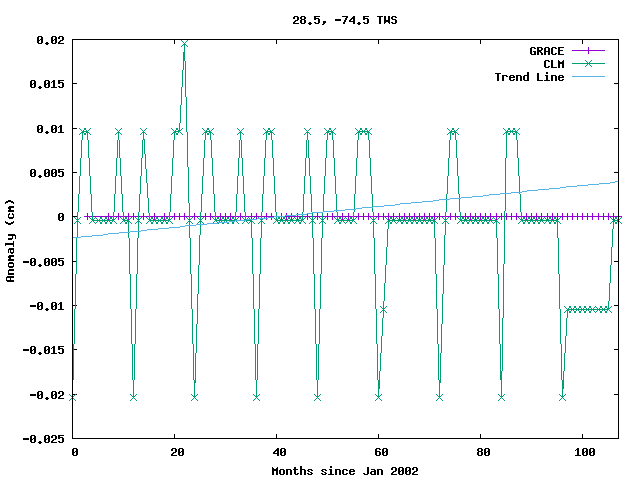 28.5, -74.5 TWS
GRACE
CLM
Trend Line
0.02
0.015
0.01
0.005
0
-0.005
-0.01
-0.015
-0.02
-0.025
Anomaly (cm)
0 20 40 60 80 100
Months since Jan 2002